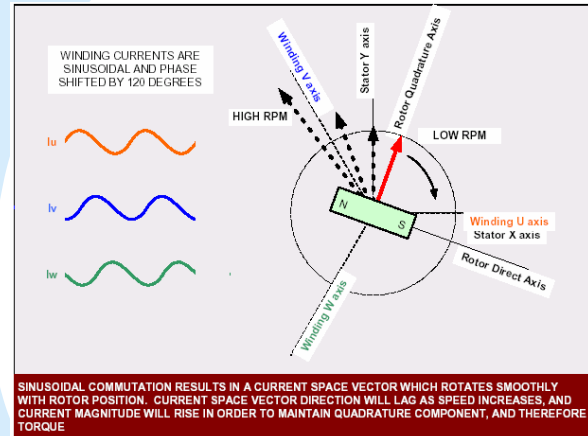 WINDING CURRENTS ARE
SINUSOIDAL AND PHASE
SHIFTED BY 120 DEGREES
Iu
Iv
Iw
HIGH RPM
Winding V axis
Stator Y axis
Rotor Quadrature Axis
LOW RPM
N
S
Winding U axis
Stator X axis
Rotor Direct Axis
Winding W axis
SINUSOIDAL COMMUTATION RESULTS IN A CURRENT SPACE VECTOR WHICH ROTATES SMOOTHLY
WITH ROTOR POSITION. CURRENT SPACE VECTOR DIRECTION WILL LAG AS SPEED INCREASES, AND
CURRENT MAGNITUDE WILL RISE IN ORDER TO MAINTAIN QUADRATURE COMPONENT, AND THEREFORE
TORQUE